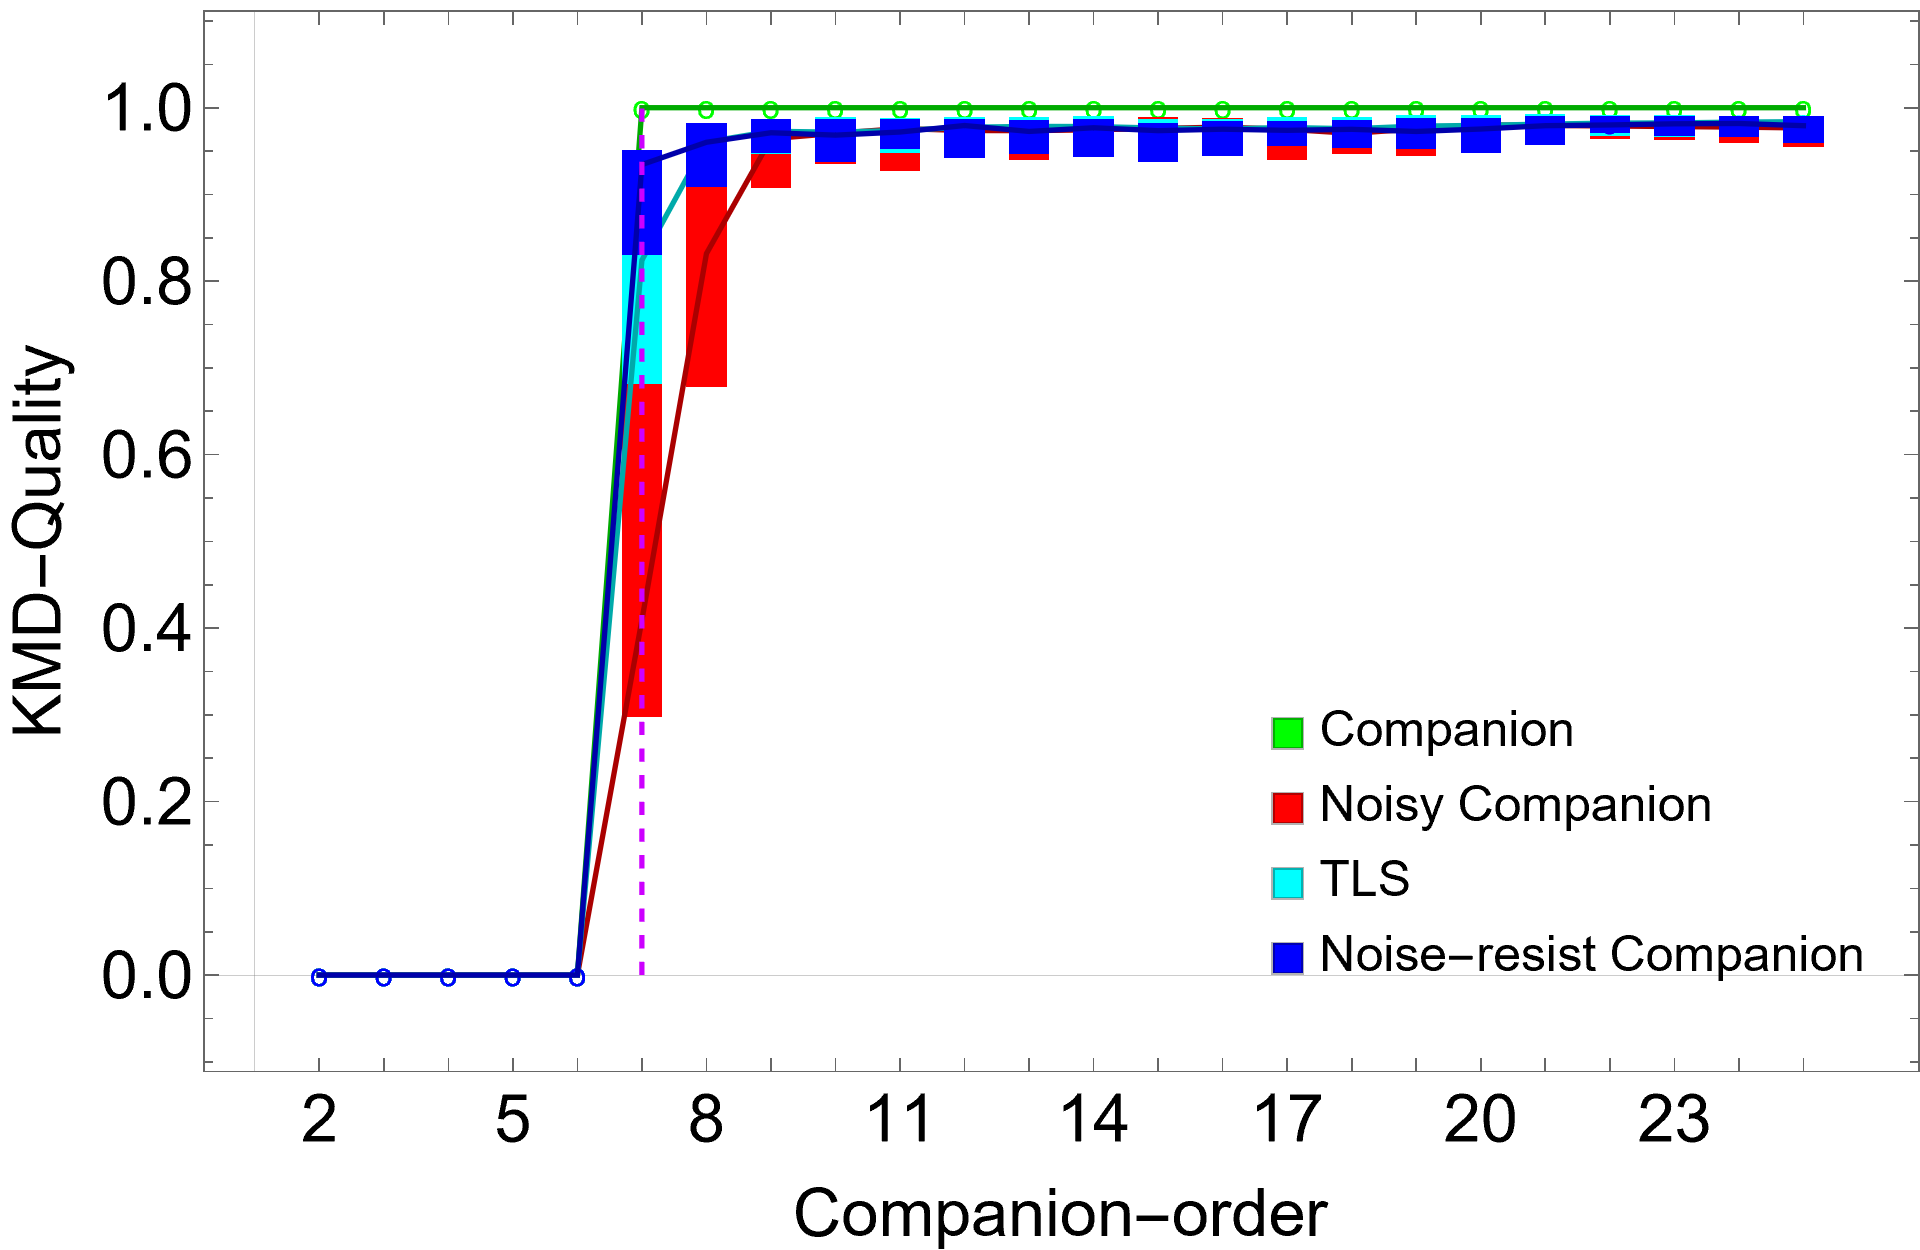 KMD−Quality
1.0
0.8
0.6
0.4
0.2
0.0
Companion
Noisy Companion
TLS
Noise−resist Companion
2 5 8 11 14 17 20 23
Companion−order